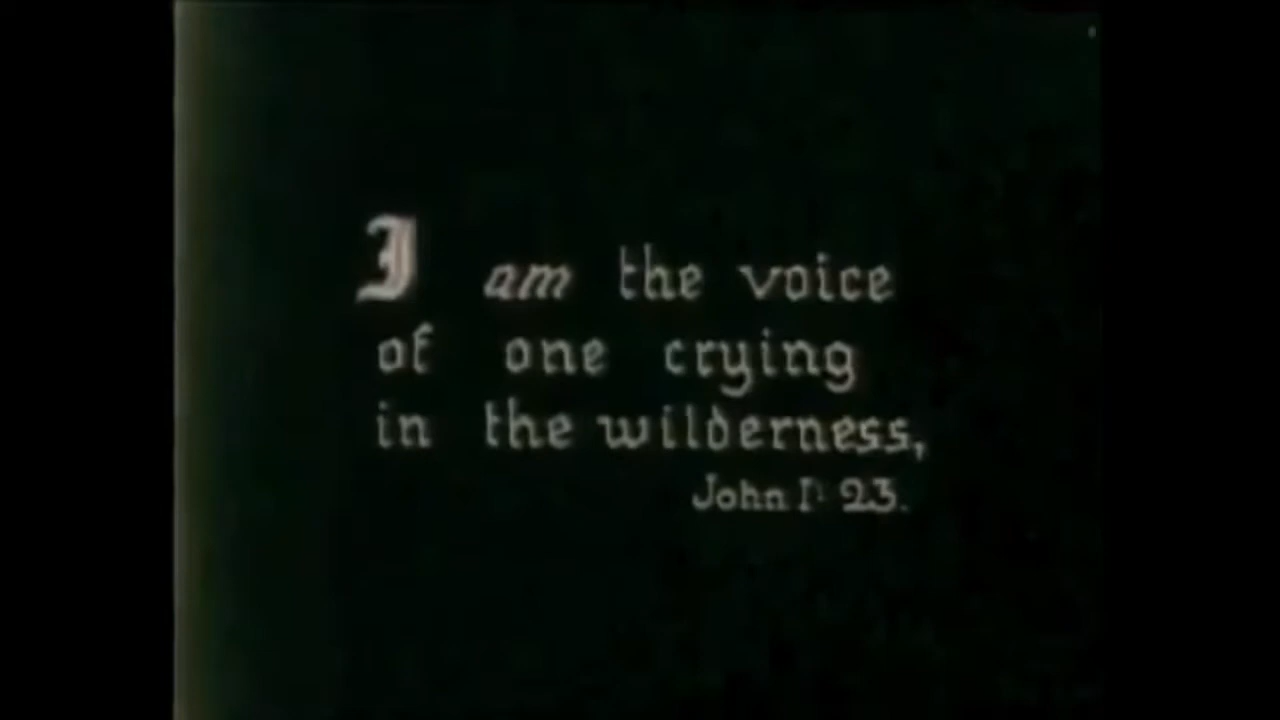 I am the voice
of one crying
in the wilderness,
John I: 23.